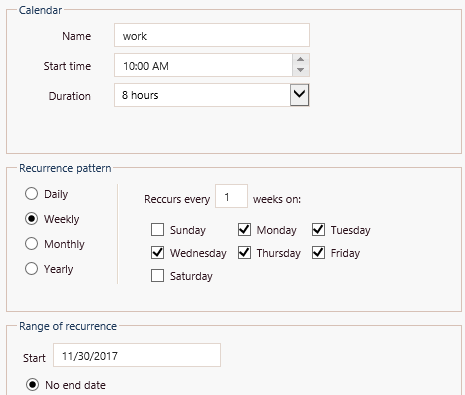 Calendar
Name work
Start time 10:00 AM
Duration 8 hours
Recurrence pattern
Daily
Weekly
Monthly
Yearly
Reccurs every 1 weeks on:
Sunday Monday Tuesday
Wednesday Thursday Friday
Saturday
Range of recurrence
Start 11/30/2017
No end date